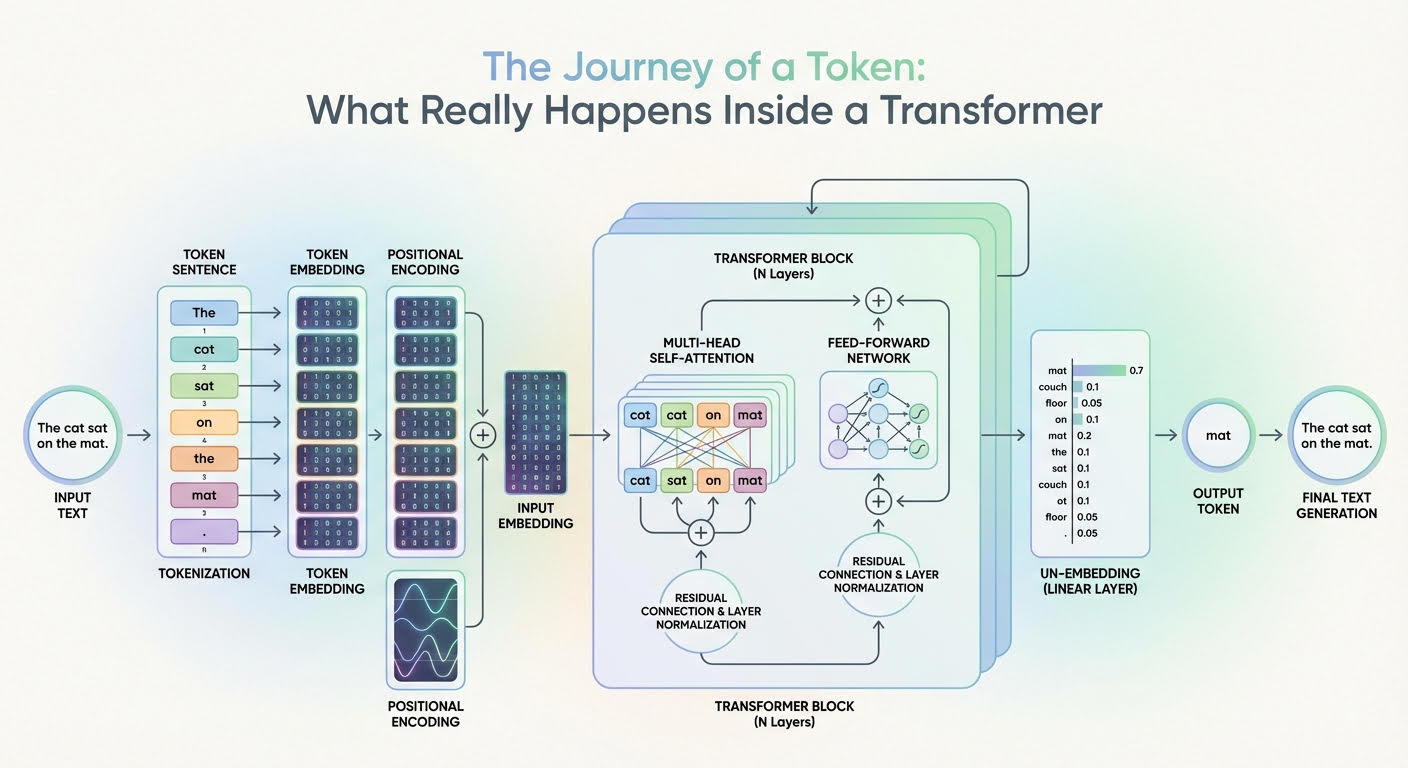 The Journey of a Token:
What Really Happens Inside a Transformer
The cat sat
on the mat.
INPUT
TEXT
TOKEN
SENTENCE
The
1
cat
2
sat
3
on
4
the
3
mat
3
.
TOKENIZATION
TOKEN
EMBEDDING
TOKEN
EMBEDDING
POSITIONAL
ENCODING
POSITIONAL
ENCODING
INPUT
EMBEDDING
TRANSFORMER BLOCK
(N Layers)
MULTI-HEAD
SELF-ATTENTION
cot cat on mat
cat sat on mat
RESIDUAL
CONNECTION & LAYER
NORMALIZATION
FEED-FORWARD
NETWORK
RESIDUAL
CONNECTION & LAYER
NORMALIZATION
TRANSFORMER BLOCK
(N Layers)
mat 0.7
couch 0.1
floor 0.05
on 0.1
mat 0.2
the 0.1
sat 0.1
couch 0.1
ot 0.1
floor 0.05
. 0.05
UN-EMBEDDING
(LINEAR LAYER)
mat
OUTPUT
TOKEN
The cat sat
on the mat.
FINAL TEXT
GENERATION